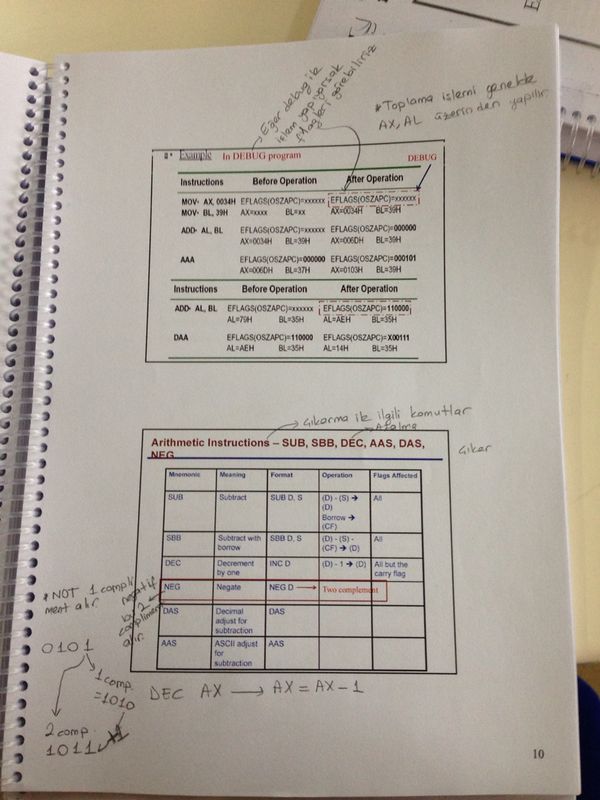 Eğer debug ile
işlem yapıyorsak
flagleri görebiliriz
*Toplama işlemi genelde
AX, AL üzerinden yapılır.
Example In DEBUG program
DEBUG
Instructions Before Operation After Operation
MOV- AX, 0034H EFLAGS(OSZAPC)=xxxxxx EFLAGS(OSZAPC)=xxxxxx
MOV- BL, 39H AX=xxxx BL=xx AX=0034H BL=39H
ADD- AL, BL EFLAGS(OSZAPC)=xxxxxx EFLAGS(OSZAPC)=000000
AX=0034H BL=39H AX=006DH BL=39H
AAA EFLAGS(OSZAPC)=000000 EFLAGS(OSZAPC)=000101
AX=006DH BL=37H AX=0103H BL=39H
Instructions Before Operation After Operation
ADD- AL, BL EFLAGS(OSZAPC)=xxxxxx EFLAGS(OSZAPC)=110000
AL=79H BL=35H AL=AEH BL=35H
DAA EFLAGS(OSZAPC)=110000 EFLAGS(OSZAPC)=X00111
AL=AEH BL=35H AL=14H BL=35H
Çıkarma ile ilgili komutlar
Azalma
Çıkar
Arithmetic Instructions – SUB, SBB, DEC, AAS, DAS,
NEG
Mnemonic Meaning Format Operation Flags Affected
SUB Subtract SUB D, S (D) - (S) → All
(D)
Borrow →
(CF)
SBB Subtract with SBB D, S (D) - (S) - All
borrow (CF) → (D)
DEC Decrement INC D (D) - 1 → (D) All but the
by one carry flag
NEG Negate NEG D → Two complement
DAS Decimal DAS
adjust for
subtraction
AAS ASCII adjust AAS
for
subtraction
*NOT 1 compli
ment alır
negatif
2
compliment
alır.
0101
1 comp.
=1010
+1
2 comp.
1011
DEC AX → AX = AX - 1
10